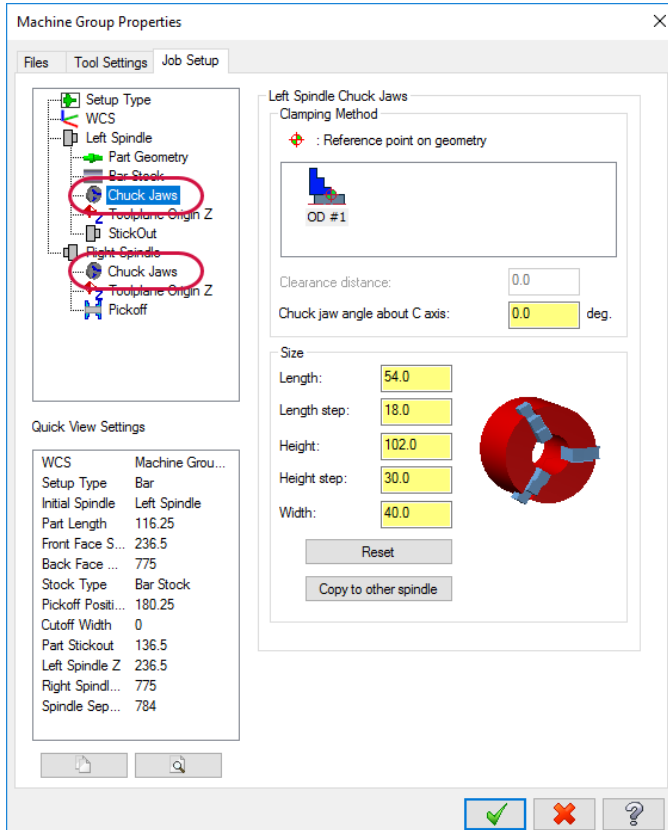 Machine Group Properties
Files Tool Settings Job Setup
Setup Type
WCS
Left Spindle
Part Geometry
Bar Stock
Chuck Jaws
Toolplane Origin Z
StickOut
Right Spindle
Chuck Jaws
Toolplane Origin Z
Pickoff
Left Spindle Chuck Jaws
Clamping Method
: Reference point on geometry
OD #1
Clearance distance: 0.0
Chuck jaw angle about C axis: 0.0 deg.
Size
Length: 54.0
Length step: 18.0
Height: 102.0
Height step: 30.0
Width: 40.0
Reset
Copy to other spindle
Quick View Settings
WCS Machine Grou...
Setup Type Bar
Initial Spindle Left Spindle
Part Length 116.25
Front Face S... 236.5
Back Face ... 775
Stock Type Bar Stock
Pickoff Positi... 180.25
Cutoff Width 0
Part Stickout 136.5
Left Spindle Z 236.5
Right Spindl... 775
Spindle Sep... 784